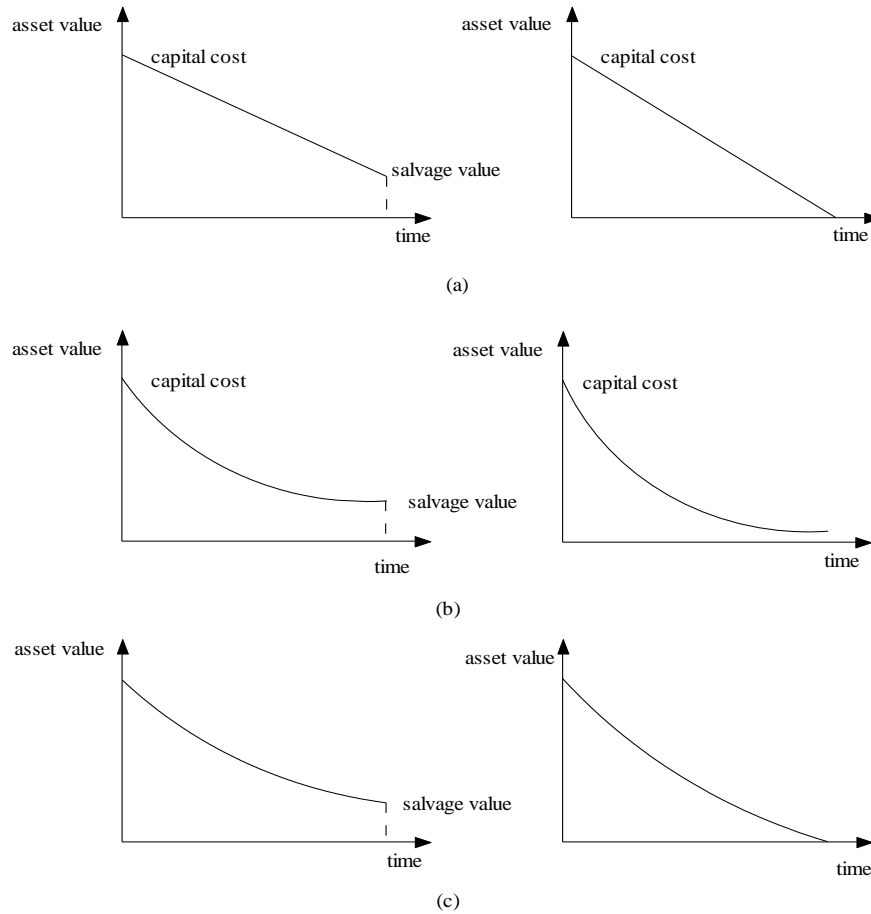 asset value
capital cost
salvage value
time
asset value
capital cost
time
(a)
asset value
capital cost
salvage value
time
asset value
capital cost
time
(b)
asset value
salvage value
time
asset value
time
(c)